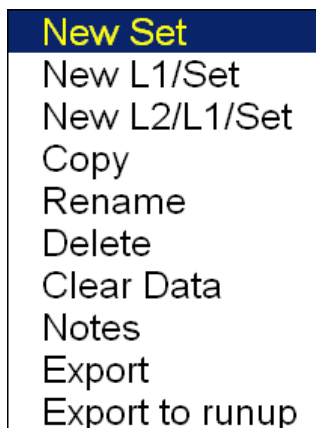 New Set
New L1/Set
New L2/L1/Set
Copy
Rename
Delete
Clear Data
Notes
Export
Export to runup